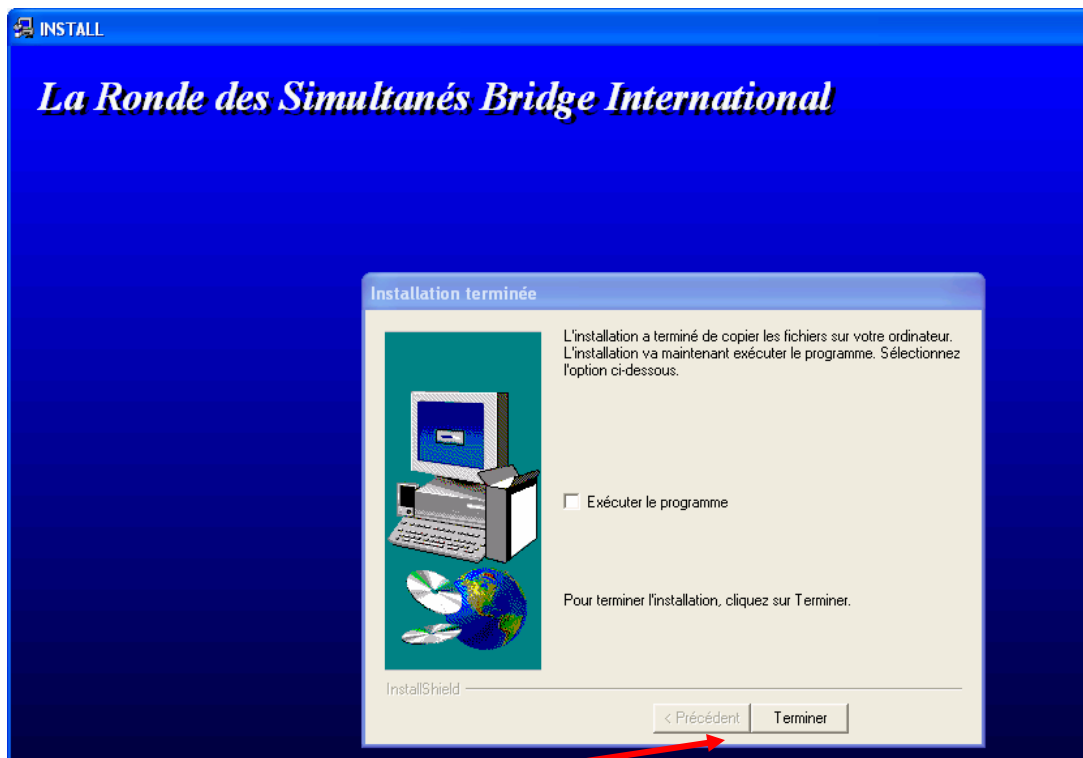 INSTALL
La Ronde des Simultanés Bridge International
Installation terminée
L'installation a terminé de copier les fichiers sur votre ordinateur.
L'installation va maintenant exécuter le programme. Sélectionnez
l'option ci-dessous.
Exécuter le programme
Pour terminer l'installation, cliquez sur Terminer.
InstallShield
< Précédent
Terminer